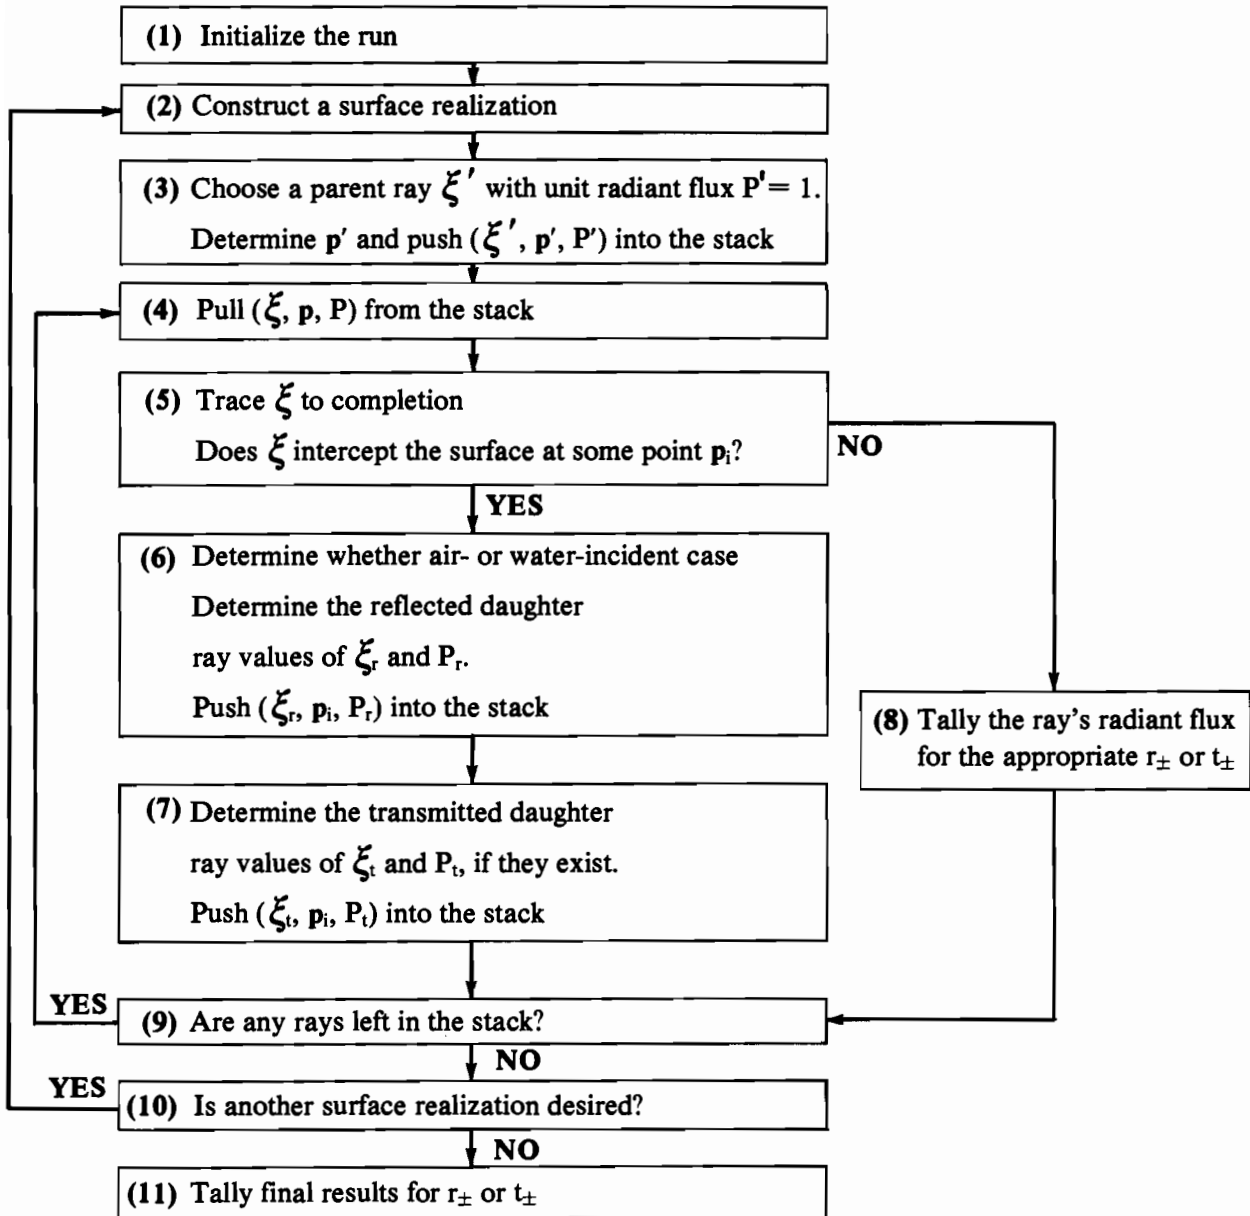 (1) Initialize the run
(2) Construct a surface realization
(3) Choose a parent ray ξ′ with unit radiant flux P′= 1.
Determine p′ and push (ξ′, p′, P′) into the stack
(4) Pull (ξ, p, P) from the stack
(5) Trace ξ to completion
Does ξ intercept the surface at some point pᵢ?
NO
YES
(6) Determine whether air- or water-incident case
Determine the reflected daughter
ray values of ξᵣ and Pᵣ.
Push (ξᵣ, pᵢ, Pᵣ) into the stack
(8) Tally the ray's radiant flux
for the appropriate r± or t±
(7) Determine the transmitted daughter
ray values of ξₜ and Pₜ, if they exist.
Push (ξₜ, pᵢ, Pₜ) into the stack
YES
(9) Are any rays left in the stack?
NO
YES
(10) Is another surface realization desired?
NO
(11) Tally final results for r± or t±